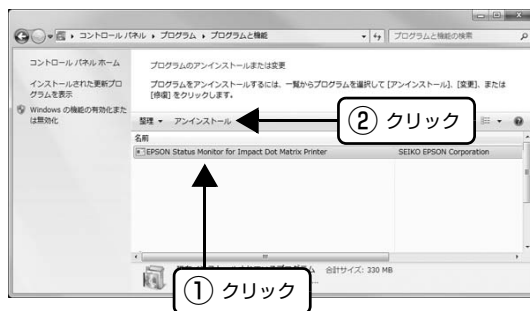 コントロール パネル ▸ プログラム ▸ プログラムと機能
プログラムと機能の検索
コントロール パネル ホーム
インストールされた更新プログラムを表示
Windows の機能の有効化または無効化
プログラムのアンインストールまたは変更
プログラムをアンインストールするには、一覧からプログラムを選択して [アンインストール]、[変更]、または
[修復] をクリックします。
整理 ▼ アンインストール
② クリック
名前
EPSON Status Monitor for Impact Dot Matrix Printer SEIKO EPSON Corporation
合計サイズ: 330 MB
① クリック